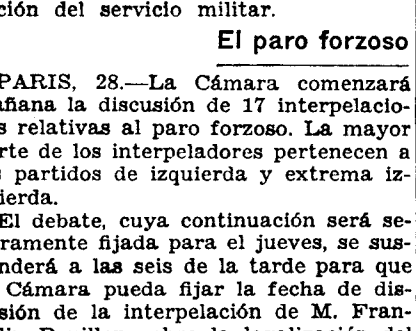 ción del servicio militar.
El paro forzoso
PARIS, 28.—La Cámara comenzará
añana la discusión de 17 interpelacio-
s relativas al paro forzoso. La mayor
rte de los interpeladores pertenecen a
partidos de izquierda y extrema iz-
ierda.
El debate, cuya continuación será se-
ramente fijada para el jueves, se sus-
nderá a las seis de la tarde para que
Cámara pueda fijar la fecha de dis-
sión de la interpelación de M. Fran-